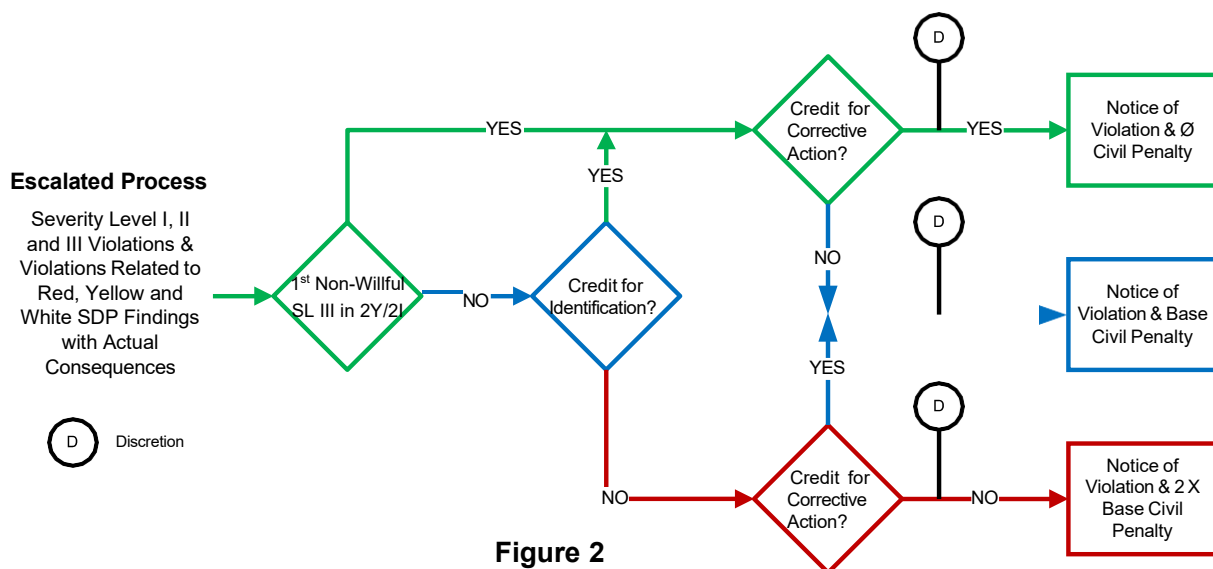 Escalated Process
Severity Level I, II
and III Violations &
Violations Related to
Red, Yellow and
White SDP Findings
with Actual
Consequences
D
Discretion
1st Non-Willful
SL III in 2Y/2I
YES
NO
Credit for
Identification?
YES
NO
Credit for
Corrective
Action?
NO
YES
Credit for
Corrective
Action?
D
YES
D
D
NO
Notice of
Violation & Ø
Civil Penalty
Notice of
Violation & Base
Civil Penalty
Notice of
Violation & 2 X
Base Civil
Penalty
Figure 2